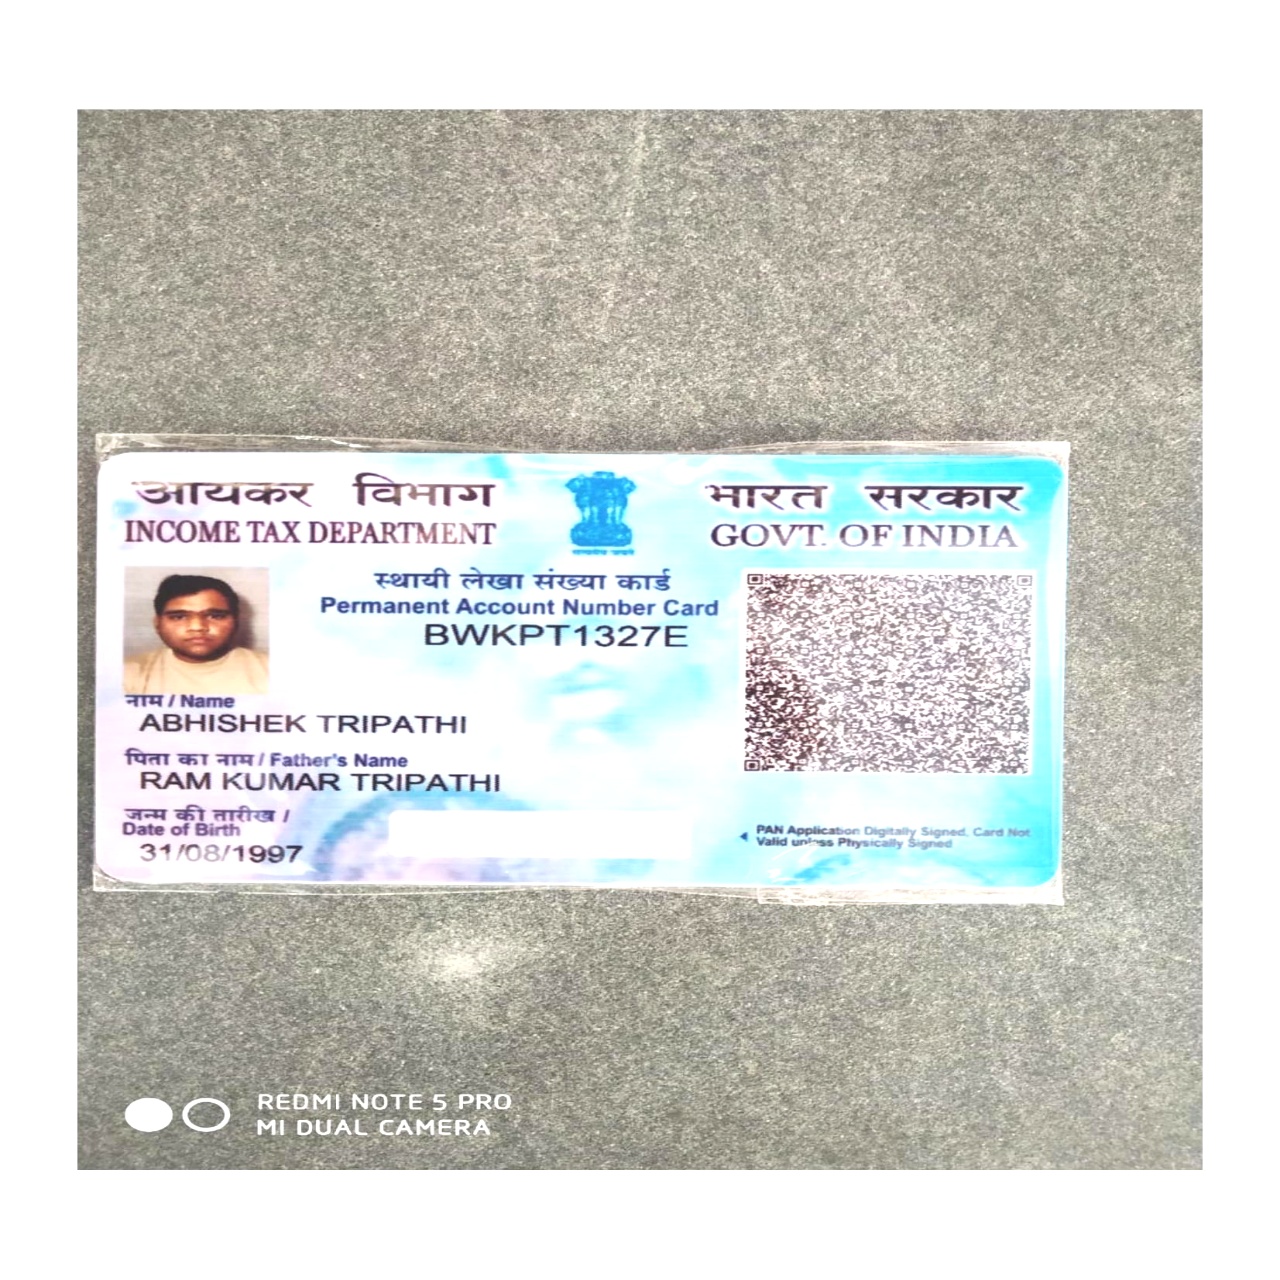 आयकर विभाग
INCOME TAX DEPARTMENT
भारत सरकार
GOVT. OF INDIA
सत्यमेव जयते
स्थायी लेखा संख्या कार्ड
Permanent Account Number Card
BWKPT1327E
नाम / Name
ABHISHEK TRIPATHI
पिता का नाम / Father's Name
RAM KUMAR TRIPATHI
जन्म की तारीख /
Date of Birth
31/08/1997
PAN Application Digitally Signed, Card Not
Valid unless Physically Signed
REDMI NOTE 5 PRO
MI DUAL CAMERA